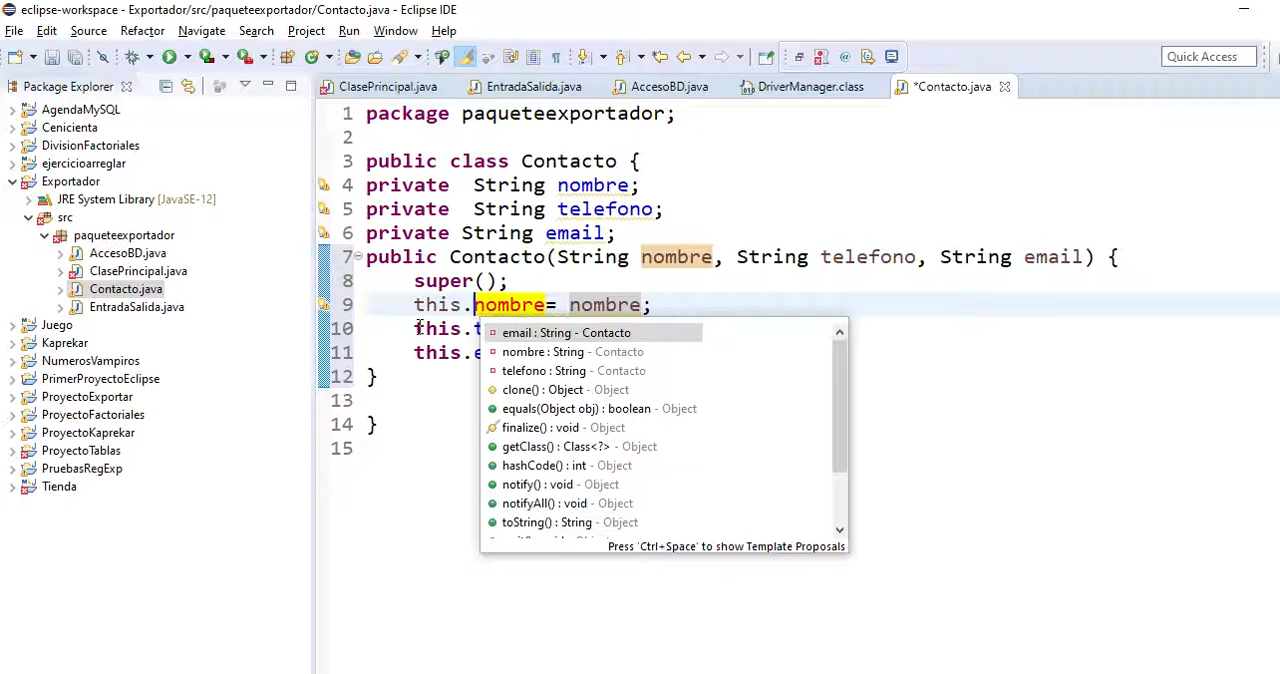 eclipse-workspace - Exportador/src/paqueteexportador/Contacto.java - Eclipse IDE
File Edit Source Refactor Navigate Search Project Run Window Help
Quick Access
Package Explorer
ClasePrincipal.java EntradaSalida.java AccesoBD.java DriverManager.class *Contacto.java
AgendaMySQL
Cenicienta
DivisionFactoriales
ejercicioarreglar
Exportador
JRE System Library [JavaSE-12]
src
paqueteexportador
AccesoBD.java
ClasePrincipal.java
Contacto.java
EntradaSalida.java
Juego
Kaprekar
NumerosVampiros
PrimerProyectoEclipse
ProyectoExportar
ProyectoFactoriales
ProyectoKaprekar
ProyectoTablas
PruebasRegExp
Tienda
1 package paqueteexportador;
2
3 public class Contacto {
4 private  String nombre;
5 private  String telefono;
6 private String email;
7 public Contacto(String nombre, String telefono, String email) {
8 super();
9 this.nombre= nombre;
10 this.t
11 this.e
12 }
13
14 }
15
email : String - Contacto
nombre : String - Contacto
telefono : String - Contacto
clone() : Object - Object
equals(Object obj) : boolean - Object
finalize() : void - Object
getClass() : Class<?> - Object
hashCode() : int - Object
notify() : void - Object
notifyAll() : void - Object
toString() : String - Object
Press 'Ctrl+Space' to show Template Proposals